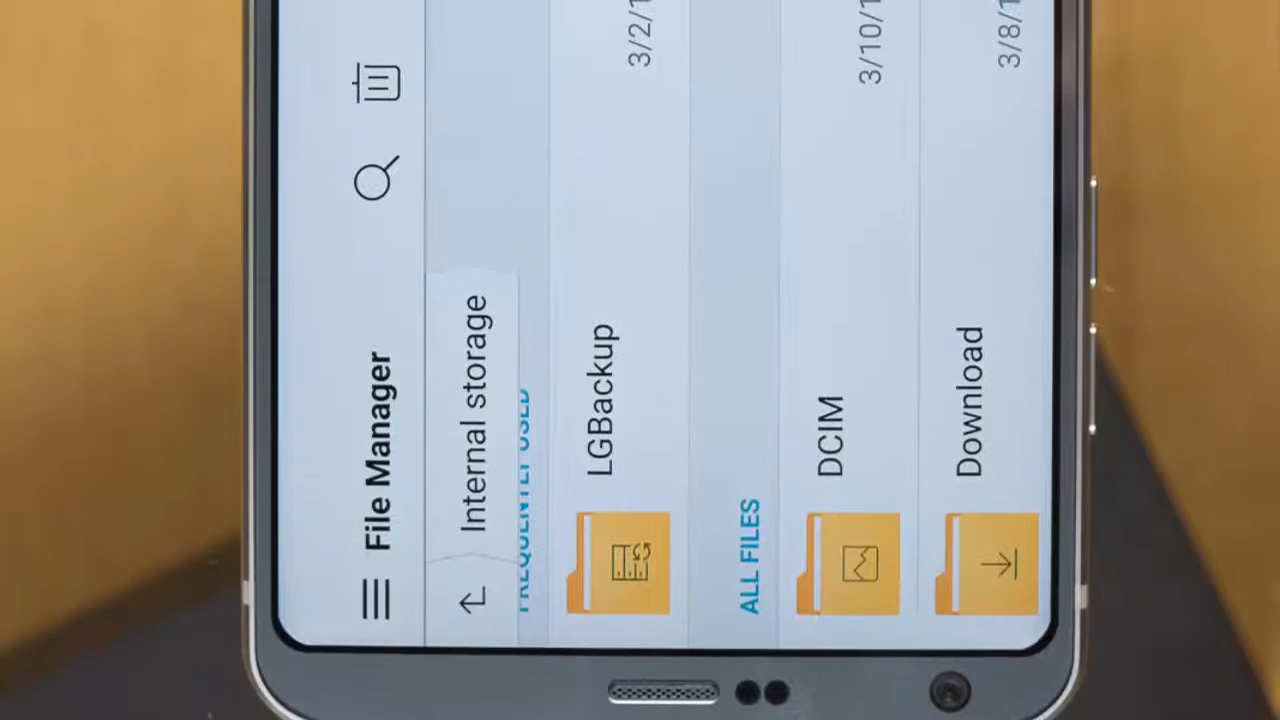 File Manager
Internal storage
FREQUENTLY USED
LGBackup
3/2/1
ALL FILES
DCIM
3/10/1
Download
3/8/1